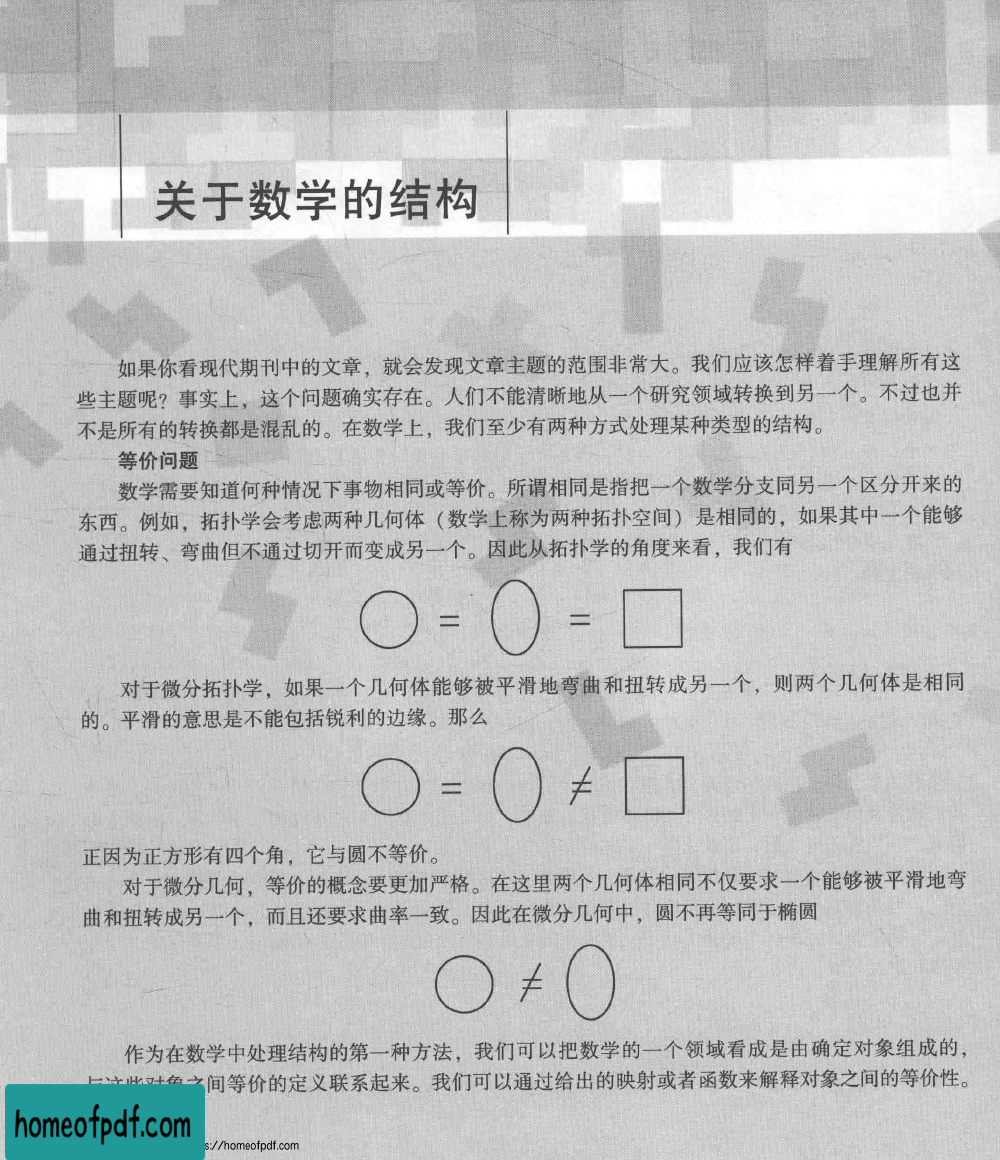 关于数学的结构
如果你看现代期刊中的文章，就会发现文章主题的范围非常大。我们应该怎样着手理解所有这
些主题呢？事实上，这个问题确实存在。人们不能清晰地从一个研究领域转换到另一个。不过也并
不是所有的转换都是混乱的。在数学上，我们至少有两种方式处理某种类型的结构。
等价问题
数学需要知道何种情况下事物相同或等价。所谓相同是指把一个数学分支同另一个区分开来的
东西。例如，拓扑学会考虑两种几何体（数学上称为两种拓扑空间）是相同的，如果其中一个能够
通过扭转、弯曲但不通过切开而变成另一个。因此从拓扑学的角度来看，我们有
= =
对于微分拓扑学，如果一个几何体能够被平滑地弯曲和扭转成另一个，则两个几何体是相同
的。平滑的意思是不能包括锐利的边缘。那么
= ≠
正因为正方形有四个角，它与圆不等价。
对于微分几何，等价的概念要更加严格。在这里两个几何体相同不仅要求一个能够被平滑地弯
曲和扭转成另一个，而且还要求曲率一致。因此在微分几何中，圆不再等同于椭圆
≠
作为在数学中处理结构的第一种方法，我们可以把数学的一个领域看成是由确定对象组成的，
间等价的定义联系起来。我们可以通过给出的映射或者函数来解释对象之间的等价性。
homeofpdf.com
s://homeofpdf.com